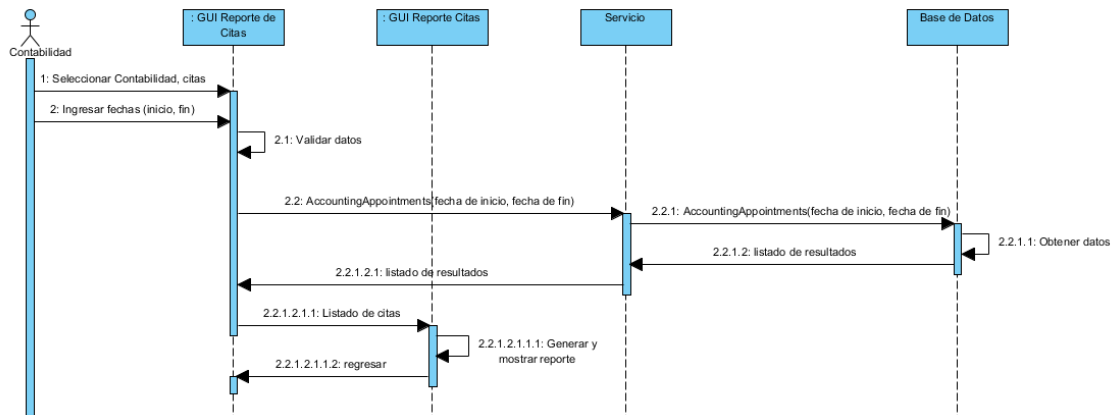 : GUI Reporte de
Citas
: GUI Reporte Citas
Servicio
Base de Datos
Contabilidad
1: Seleccionar Contabilidad, citas
2: Ingresar fechas (inicio, fin)
2.1: Validar datos
2.2: AccountingAppointments(fecha de inicio, fecha de fin)
2.2.1: AccountingAppointments(fecha de inicio, fecha de fin)
2.2.1.1: Obtener datos
2.2.1.2: listado de resultados
2.2.1.2.1: listado de resultados
2.2.1.2.1.1: Listado de citas
2.2.1.2.1.1.1: Generar y
mostrar reporte
2.2.1.2.1.1.2: regresar